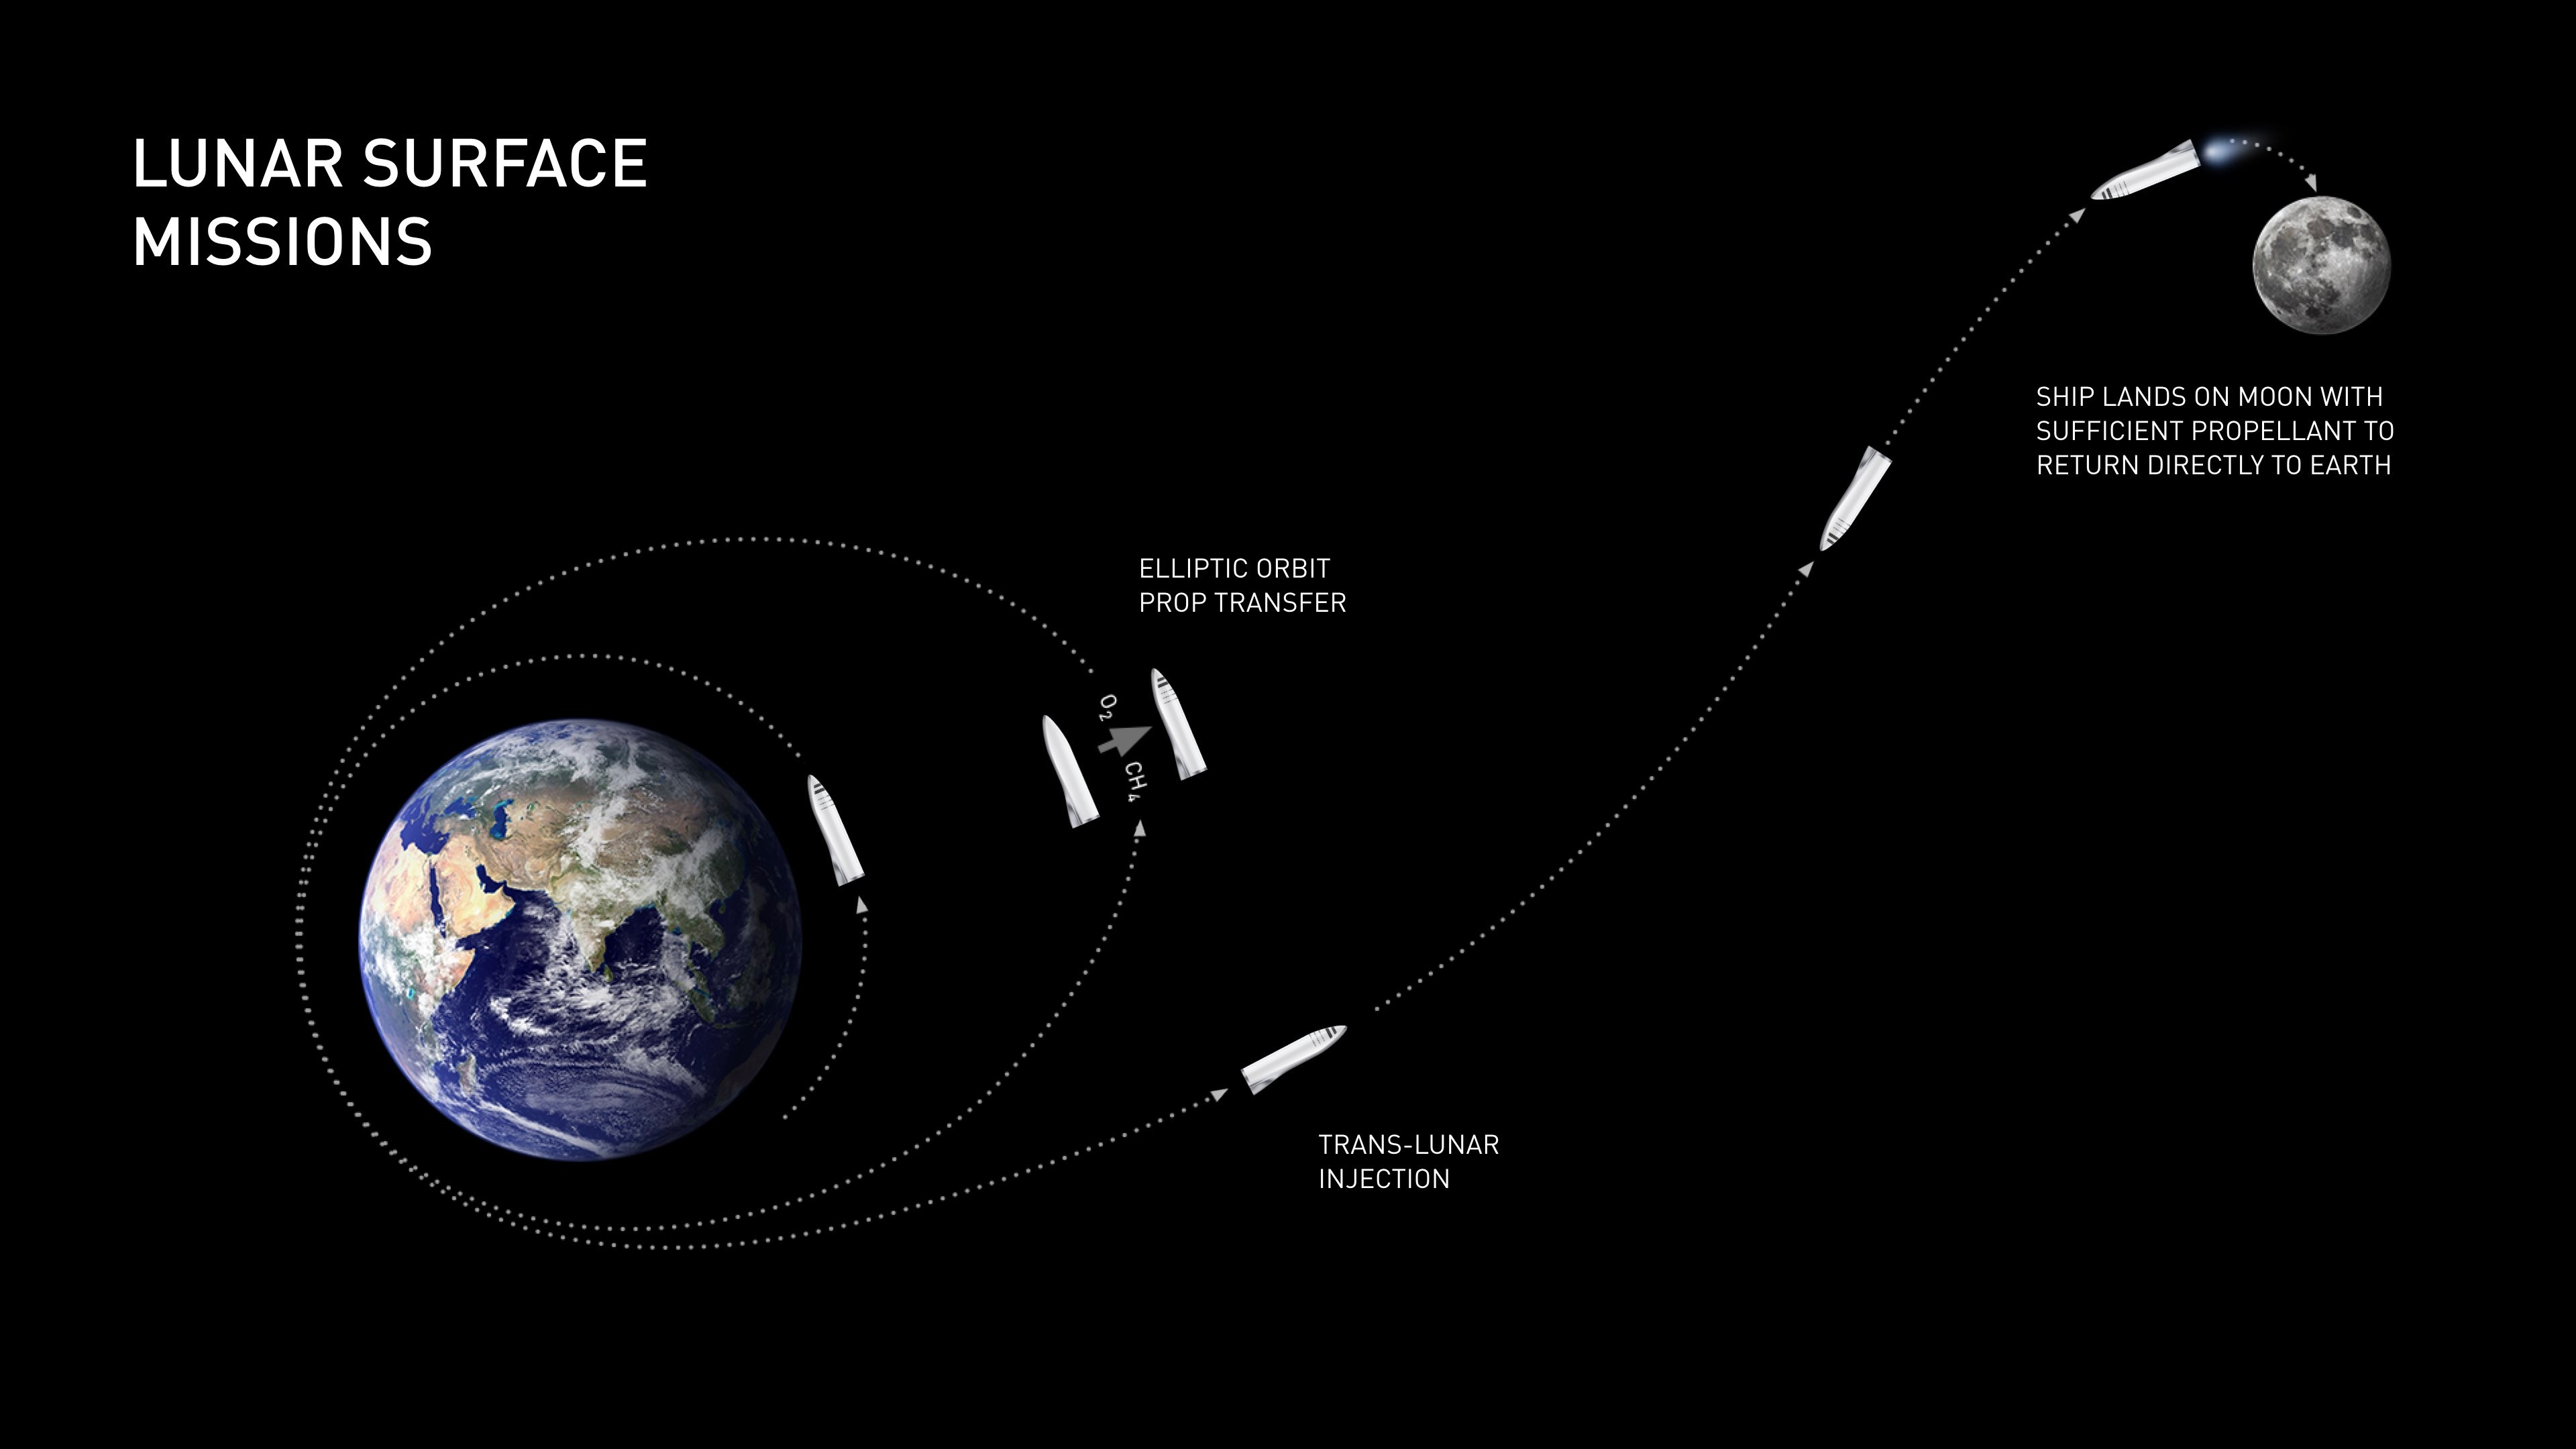 LUNAR SURFACE
MISSIONS
SHIP LANDS ON MOON WITH
SUFFICIENT PROPELLANT TO
RETURN DIRECTLY TO EARTH
ELLIPTIC ORBIT
PROP TRANSFER
O₂
CH₄
TRANS-LUNAR
INJECTION